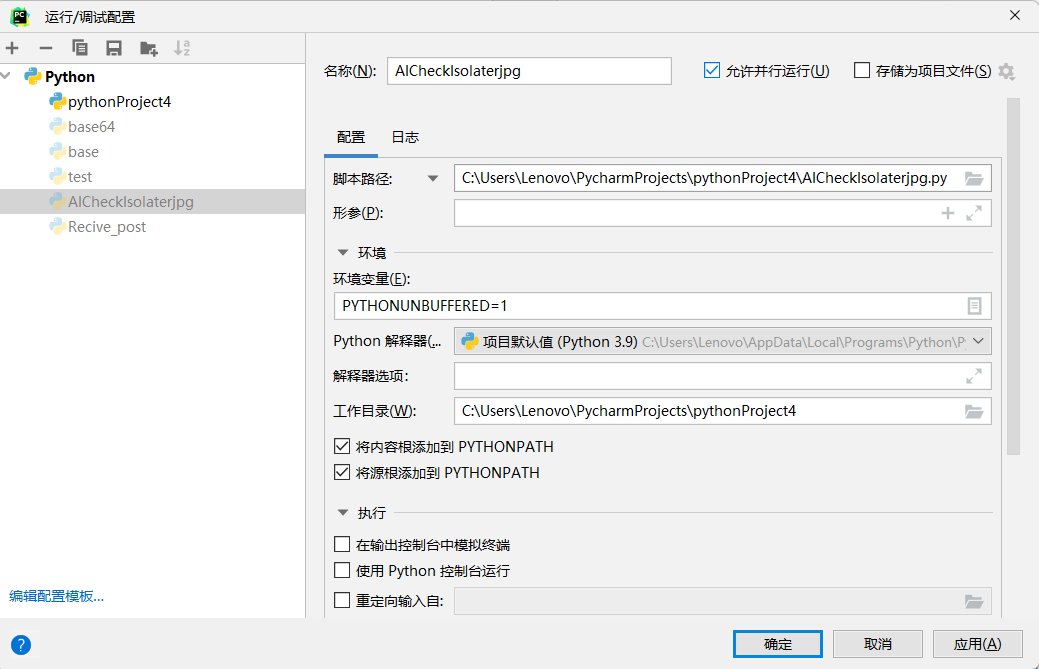 PC
运行/调试配置
Python
pythonProject4
base64
base
test
AICheckIsolaterjpg
Recive_post
编辑配置模板...
名称(N):
AICheckIsolaterjpg
允许并行运行(U)
存储为项目文件(S)
配置
日志
脚本路径:
C:\Users\Lenovo\PycharmProjects\pythonProject4\AICheckIsolaterjpg.py
形参(P):
环境
环境变量(E):
PYTHONUNBUFFERED=1
Python 解释器(...
项目默认值 (Python 3.9) C:\Users\Lenovo\AppData\Local\Programs\Python\P
解释器选项:
工作目录(W):
C:\Users\Lenovo\PycharmProjects\pythonProject4
将内容根添加到 PYTHONPATH
将源根添加到 PYTHONPATH
执行
在输出控制台中模拟终端
使用 Python 控制台运行
重定向输入自:
?
确定
取消
应用(A)